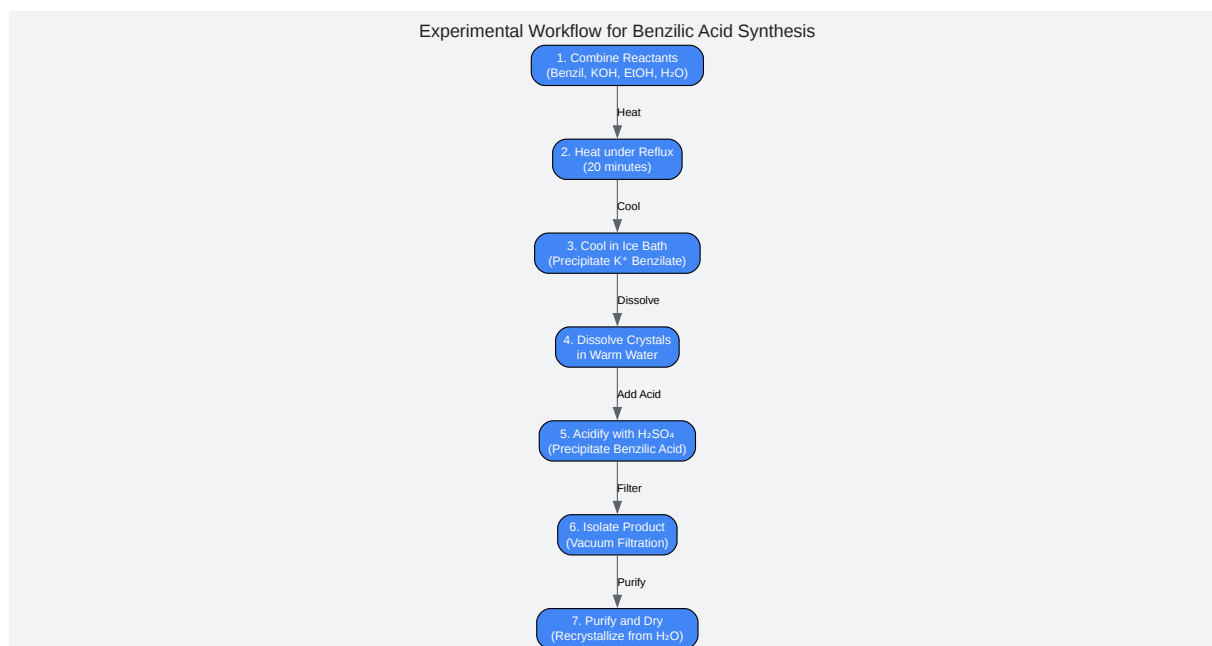 Experimental Workflow for Benzilic Acid Synthesis
1. Combine Reactants
(Benzil, KOH, EtOH, H₂O)
Heat
2. Heat under Reflux
(20 minutes)
Cool
3. Cool in Ice Bath
(Precipitate K⁺ Benzilate)
Dissolve
4. Dissolve Crystals
in Warm Water
Add Acid
5. Acidify with H₂SO₄
(Precipitate Benzilic Acid)
Filter
6. Isolate Product
(Vacuum Filtration)
Purify
7. Purify and Dry
(Recrystallize from H₂O)